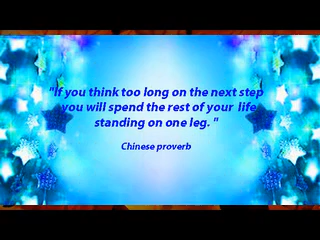 "If you think too long on the next step
you will spend the rest of your life
standing on one leg. "
Chinese proverb